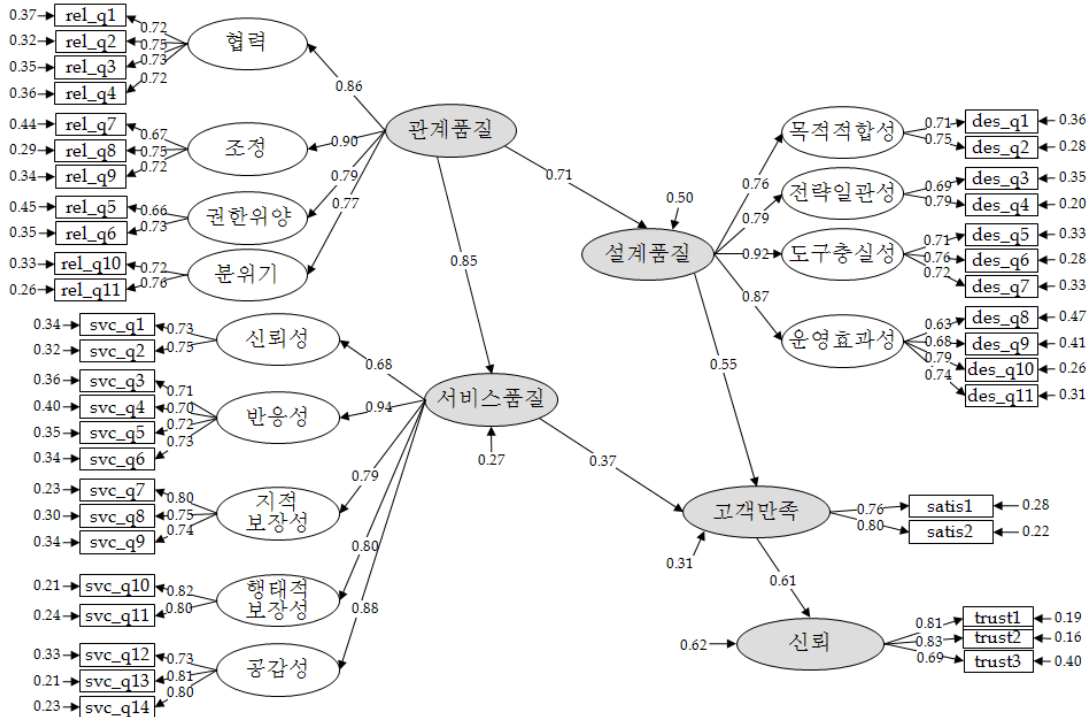 0.37 rel_q1 0.72
0.32 rel_q2 0.75
0.35 rel_q3 0.73
0.36 rel_q4 0.72
협력
0.86
0.44 rel_q7 0.67
0.29 rel_q8 0.75
0.34 rel_q9 0.72
조정
0.90
0.45 rel_q5 0.66
0.35 rel_q6 0.73
권한위양
0.79
0.33 rel_q10 0.72
0.26 rel_q11 0.76
분위기
0.77
관계품질
0.71
0.85
0.34 svc_q1 0.73
0.32 svc_q2 0.75
신뢰성
0.68
0.36 svc_q3 0.71
0.40 svc_q4 0.70
0.35 svc_q5 0.72
0.34 svc_q6 0.73
반응성
0.94
0.23 svc_q7 0.80
0.30 svc_q8 0.75
0.34 svc_q9 0.74
지적
보장성
0.79
0.21 svc_q10 0.82
0.24 svc_q11 0.80
행태적
보장성
0.80
0.33 svc_q12 0.73
0.21 svc_q13 0.81
0.23 svc_q14 0.80
공감성
0.88
서비스품질
0.27
0.37
0.50
설계품질
0.55
0.76
목적적합성
0.71 des_q1 0.36
0.75 des_q2 0.28
0.79
전략일관성
0.69 des_q3 0.35
0.79 des_q4 0.20
0.92
도구충실성
0.71 des_q5 0.33
0.76 des_q6 0.28
0.72 des_q7 0.33
0.87
운영효과성
0.63 des_q8 0.47
0.68 des_q9 0.41
0.79 des_q10 0.26
0.74 des_q11 0.31
고객만족
0.31
0.76 satis1 0.28
0.80 satis2 0.22
0.61
0.62
신뢰
0.81 trust1 0.19
0.83 trust2 0.16
0.69 trust3 0.40